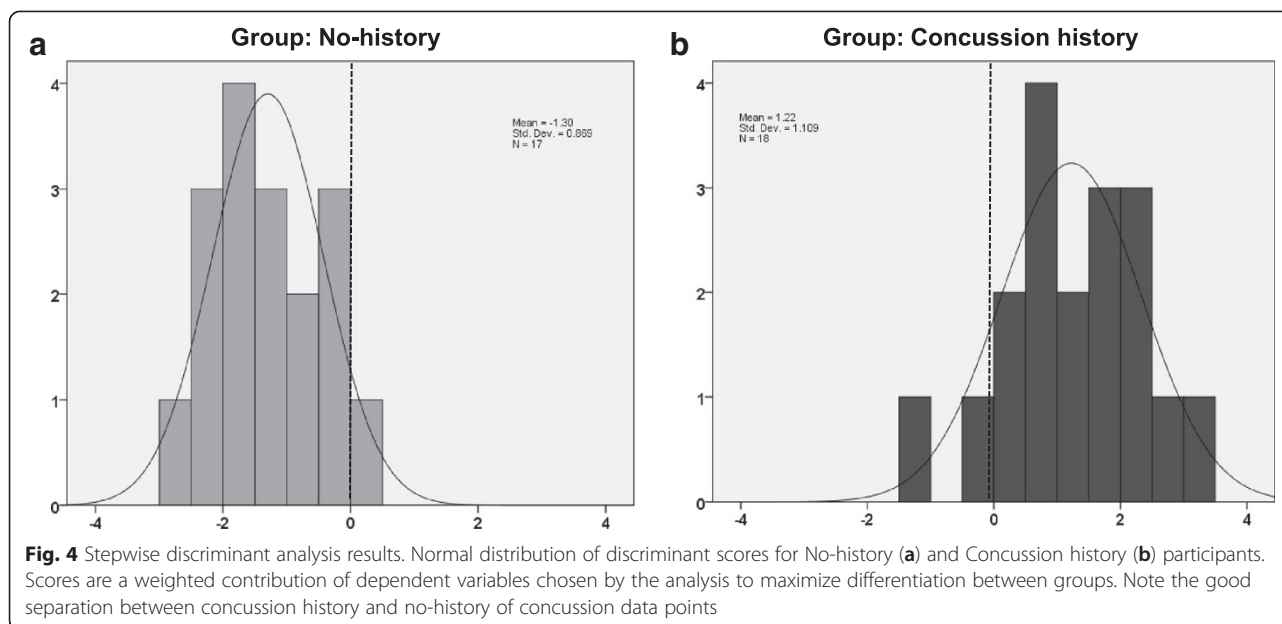 a
Group: No-history
4
3
2
1
0
-4
-2
0
2
4
Mean = -1.30
Std. Dev. = 0.869
N = 17
b
Group: Concussion history
4
3
2
1
0
-4
-2
0
2
4
Mean = 1.22
Std. Dev. = 1.109
N = 18
Fig. 4 Stepwise discriminant analysis results. Normal distribution of discriminant scores for No-history (a) and Concussion history (b) participants.
Scores are a weighted contribution of dependent variables chosen by the analysis to maximize differentiation between groups. Note the good
separation between concussion history and no-history of concussion data points